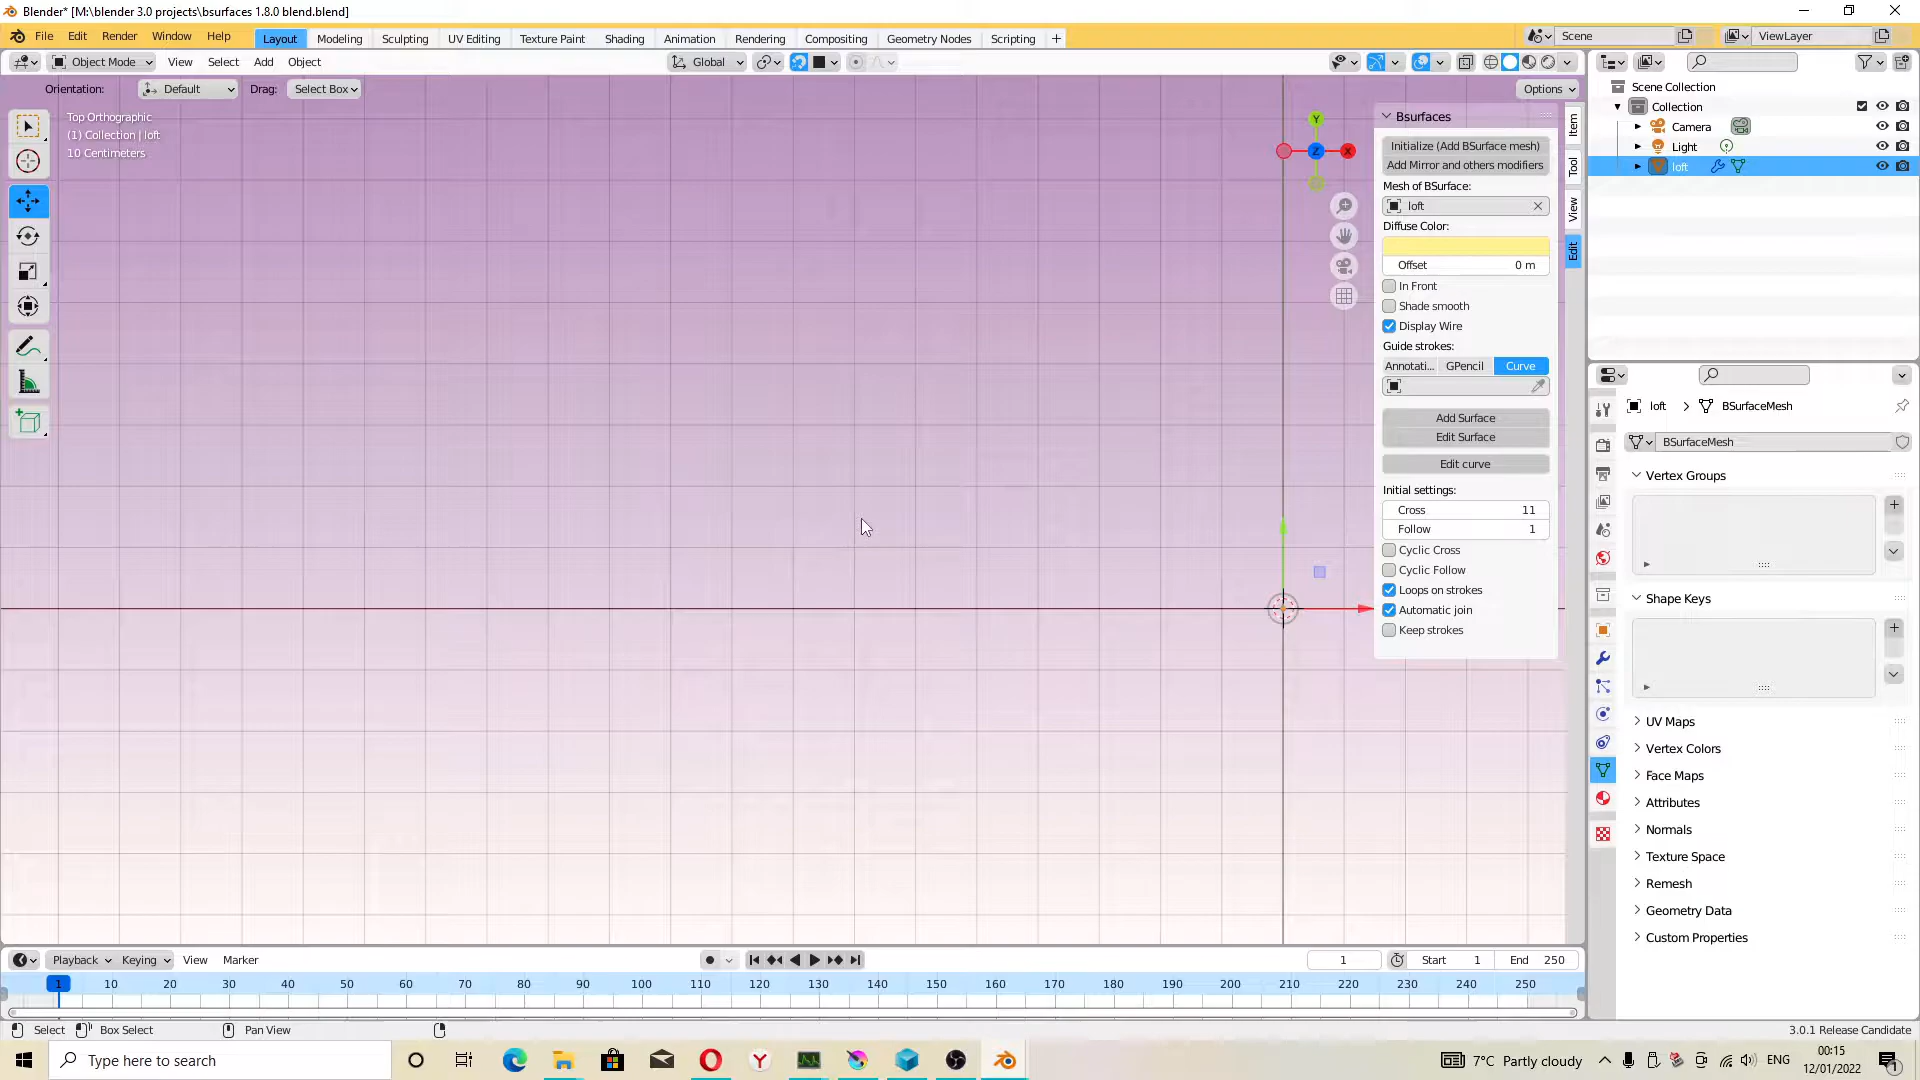 Blender* [M:\blender 3.0 projects\bsurfaces 1.8.0 blend.blend]
File Edit Render Window Help Layout Modeling Sculpting UV Editing Texture Paint Shading Animation Rendering Compositing Geometry Nodes Scripting + Scene ViewLayer
Object Mode View Select Add Object Global
Orientation: Default Drag: Select Box Options
Top Orthographic
(1) Collection | loft
10 Centimeters
Y
X
Z
Bsurfaces
Initialize (Add BSurface mesh)
Add Mirror and others modifiers
Mesh of BSurface:
loft
Diffuse Color:
Offset 0 m
In Front
Shade smooth
Display Wire
Guide strokes:
Annotati... GPencil Curve
Add Surface
Edit Surface
Edit curve
Initial settings:
Cross 11
Follow 1
Cyclic Cross
Cyclic Follow
Loops on strokes
Automatic join
Keep strokes
Item
Tool
View
Edit
Scene Collection
Collection
Camera
Light
loft
loft > BSurfaceMesh
BSurfaceMesh
Vertex Groups
Shape Keys
UV Maps
Vertex Colors
Face Maps
Attributes
Normals
Texture Space
Remesh
Geometry Data
Custom Properties
Playback Keying View Marker 1 Start 1 End 250
1 10 20 30 40 50 60 70 80 90 100 110 120 130 140 150 160 170 180 190 200 210 220 230 240 250
Select Box Select Pan View 3.0.1 Release Candidate
Type here to search 7°C Partly cloudy ENG
00:15
12/01/2022